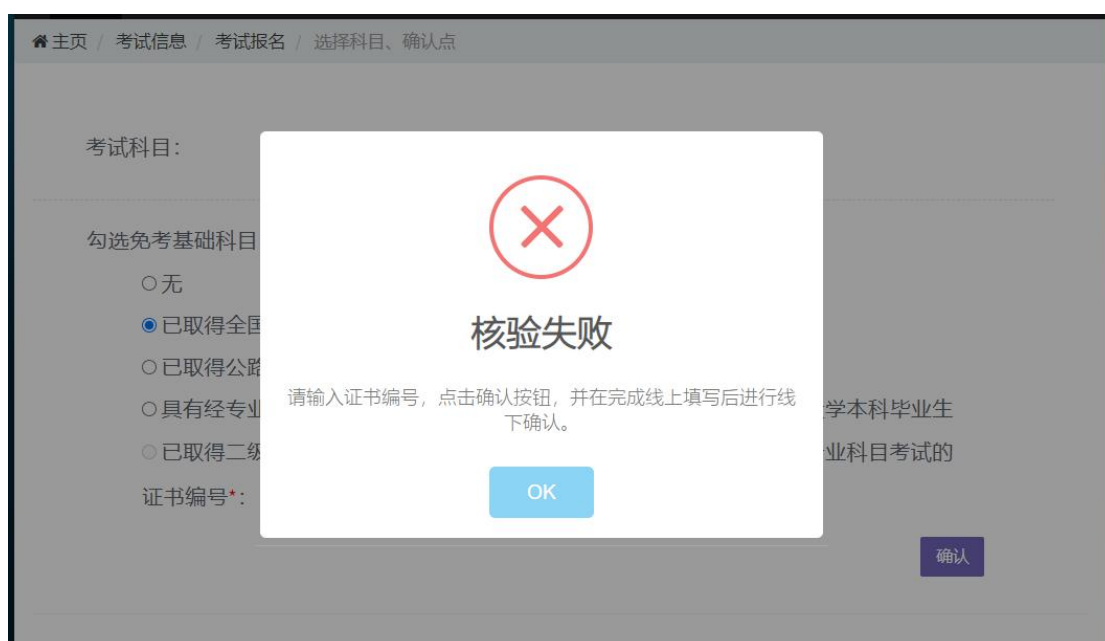 主页 / 考试信息 / 考试报名 / 选择科目、确认点
考试科目：
勾选免考基础科目
无
已取得全国
已取得公路
具有经专业
学本科毕业生
已取得二级
业科目考试的
证书编号*：
核验失败
请输入证书编号，点击确认按钮，并在完成线上填写后进行线
下确认。
OK
确认